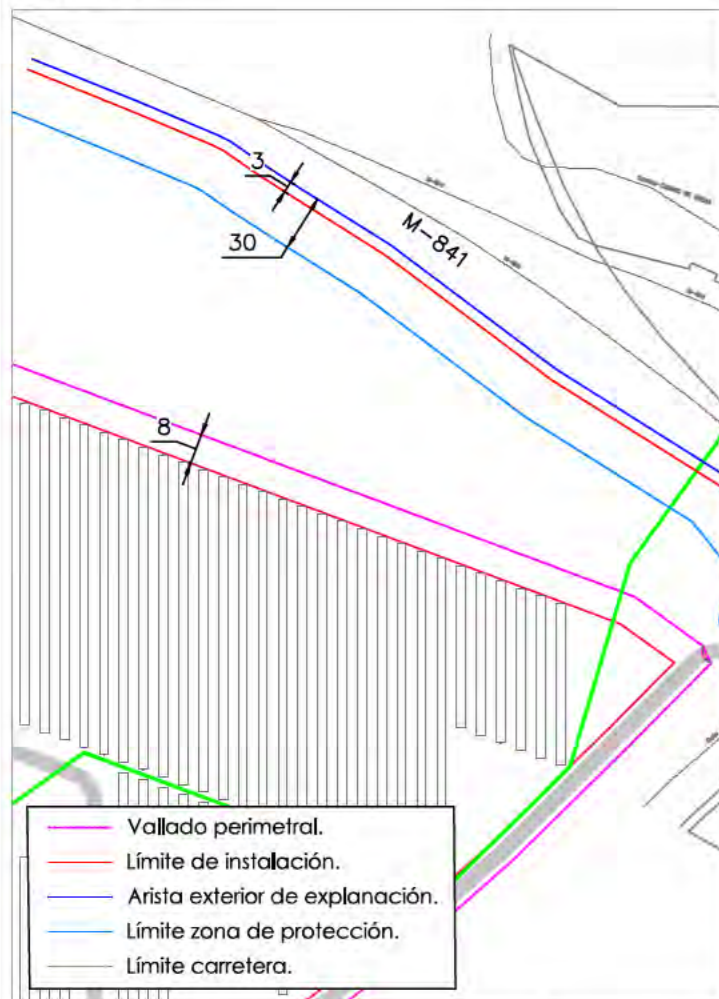 3
30
M-841
8
Vallado perimetral.
Límite de instalación.
Arista exterior de explanación.
Límite zona de protección.
Límite carretera.